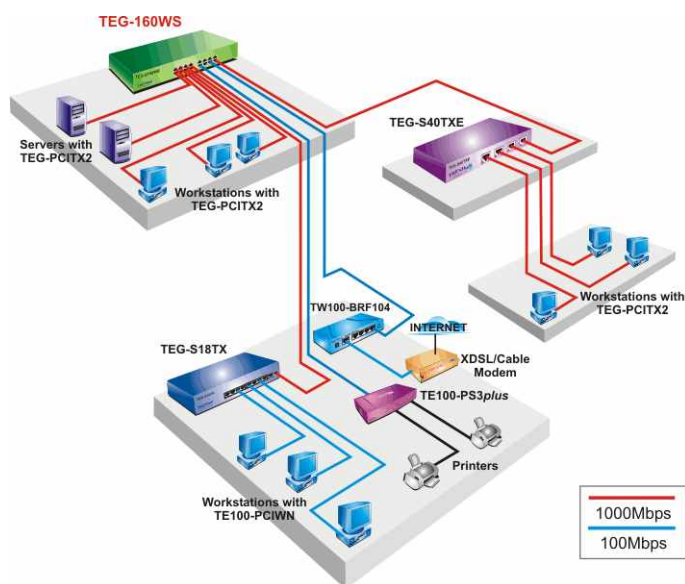 TEG-160WS
TEG-S40TXE
Servers with
TEG-PCITX2
Workstations with
TEG-PCITX2
Workstations with
TEG-PCITX2
TW100-BRF104
INTERNET
TEG-S18TX
XDSL/Cable
Modem
TE100-PS3plus
Printers
Workstations with
TE100-PCIWN
1000Mbps
100Mbps